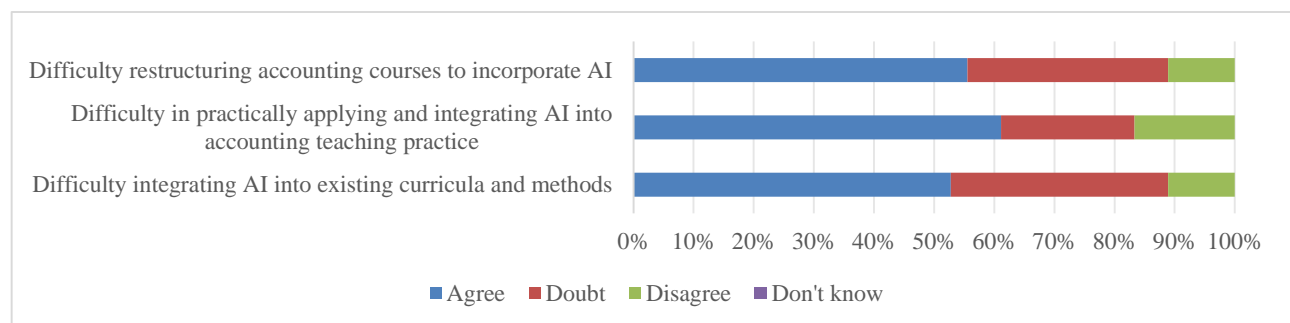 Difficulty restructuring accounting courses to incorporate AI
Difficulty in practically applying and integrating AI into
accounting teaching practice
Difficulty integrating AI into existing curricula and methods
0% 10% 20% 30% 40% 50% 60% 70% 80% 90% 100%
Agree Doubt Disagree Don't know